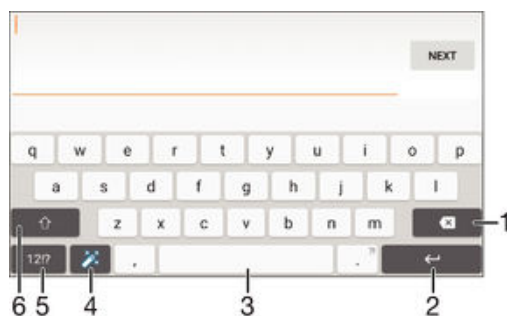 NEXT
q w e r t y u i o p
a s d f g h j k l
z x c v b n m
12!? , . ?!
1
6 5 4 3 2